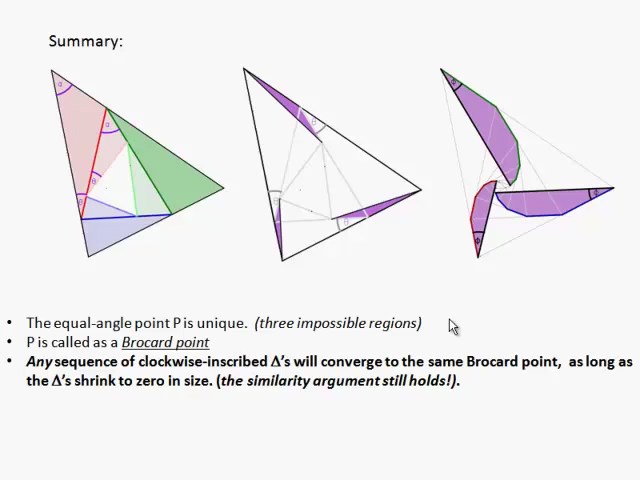 Summary:
α
α
θ
θ
θ
θ
θ
ϕ
ϕ
ϕ
• The equal-angle point P is unique. (three impossible regions)
• P is called as a Brocard point
• Any sequence of clockwise-inscribed Δ's will converge to the same Brocard point, as long as
the Δ's shrink to zero in size. (the similarity argument still holds!).